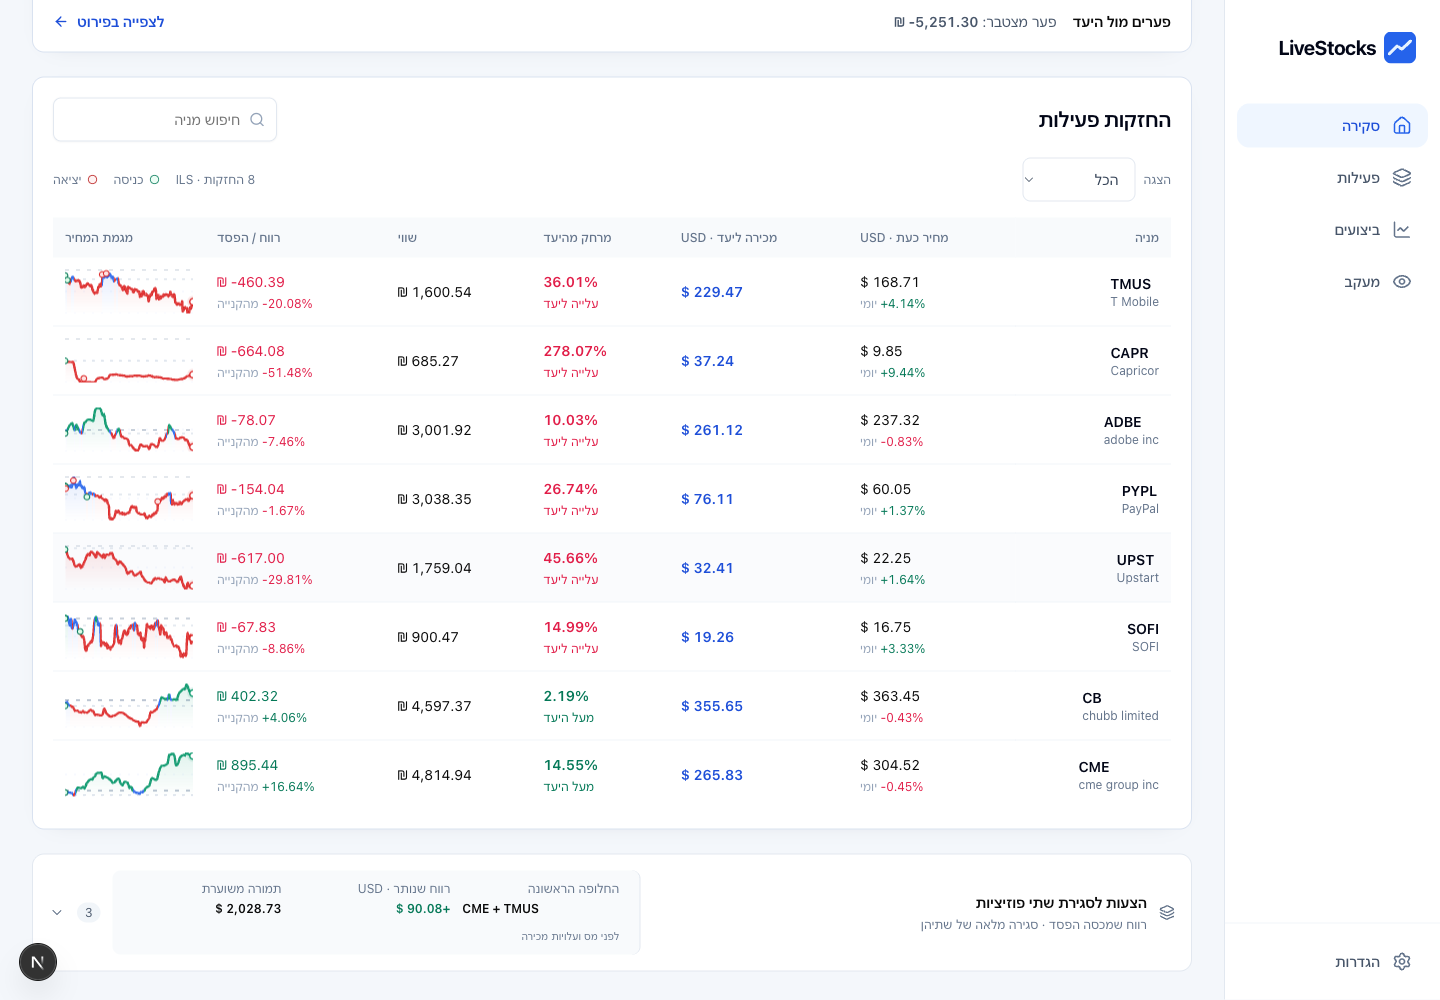 LiveStocks
סקירה
פעילות
ביצועים
מעקב
הגדרות
פערים מול היעד פער מצטבר: ‎₪ -5,251.30
לצפייה בפירוט
החזקות פעילות
חיפוש מניה
הצגה הכל
8 החזקות · ILS כניסה יציאה
מניה מחיר כעת · USD מכירה ליעד · USD מרחק מהיעד שווי רווח / הפסד מגמת המחיר
TMUS $ 168.71 $ 229.47 36.01% ₪ 1,600.54 ₪ -460.39
T Mobile +4.14% יומי עלייה ליעד -20.08% מהקנייה
CAPR $ 9.85 $ 37.24 278.07% ₪ 685.27 ₪ -664.08
Capricor +9.44% יומי עלייה ליעד -51.48% מהקנייה
ADBE $ 237.32 $ 261.12 10.03% ₪ 3,001.92 ₪ -78.07
adobe inc -0.83% יומי עלייה ליעד -7.46% מהקנייה
PYPL $ 60.05 $ 76.11 26.74% ₪ 3,038.35 ₪ -154.04
PayPal +1.37% יומי עלייה ליעד -1.67% מהקנייה
UPST $ 22.25 $ 32.41 45.66% ₪ 1,759.04 ₪ -617.00
Upstart +1.64% יומי עלייה ליעד -29.81% מהקנייה
SOFI $ 16.75 $ 19.26 14.99% ₪ 900.47 ₪ -67.83
SOFI +3.33% יומי עלייה ליעד -8.86% מהקנייה
CB $ 363.45 $ 355.65 2.19% ₪ 4,597.37 ₪ 402.32
chubb limited -0.43% יומי מעל היעד +4.06% מהקנייה
CME $ 304.52 $ 265.83 14.55% ₪ 4,814.94 ₪ 895.44
cme group inc -0.45% יומי מעל היעד +16.64% מהקנייה
הצעות לסגירת שתי פוזיציות
רווח שמכסה הפסד · סגירה מלאה של שתיהן
החלופה הראשונה רווח שנותר · USD תמורה משוערת
CME + TMUS $ 90.08+ $ 2,028.73
לפני מס ועלויות מכירה
3
N